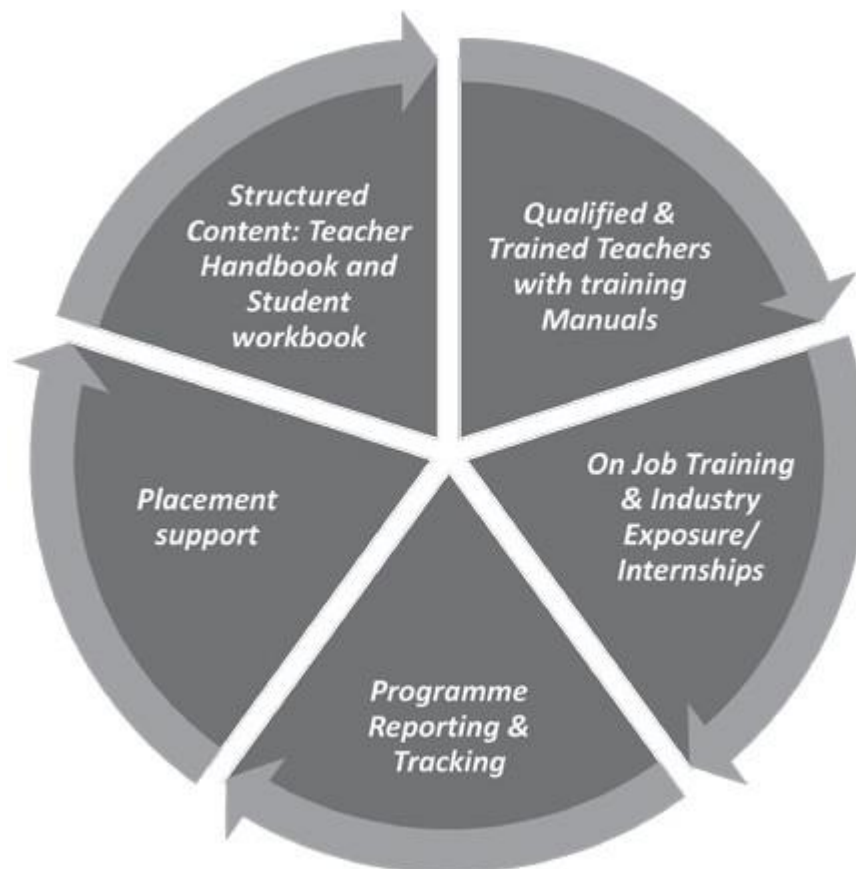 Structured
Content: Teacher
Handbook and
Student
workbook
Qualified &
Trained Teachers
with training
Manuals
On Job Training
& Industry
Exposure/
Internships
Programme
Reporting &
Tracking
Placement
support